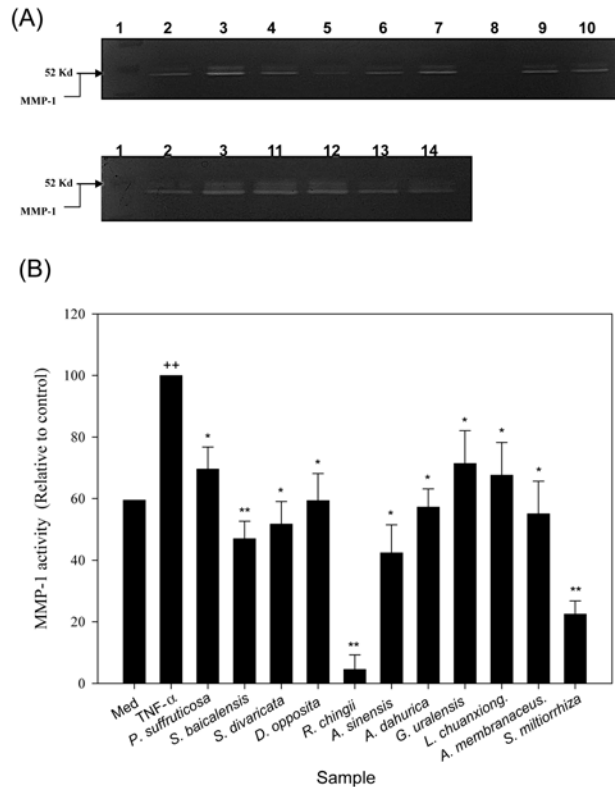 (A)
1 2 3 4 5 6 7 8 9 10
52 Kd
MMP-1
1 2 3 11 12 13 14
52 Kd
MMP-1
(B)
MMP-1 activity (Relative to control)
120
100
80
60
40
20
0
++
*
**
*
*
**
*
*
*
*
*
**
Med
TNF-α
P. suffruticosa
S. baicalensis
S. divaricata
D. opposita
R. chingii
A. sinensis
A. dahurica
G. uralensis
L. chuanxiong.
A. membranaceus.
S. miltiorrhiza
Sample